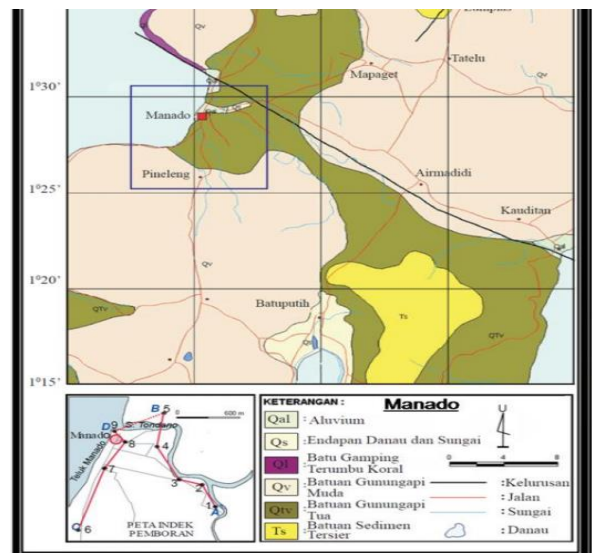 Qv
Tatelu
Mapaget
Qv
1°30'
Manado
Pineleng
1°25'
Airmadidi
Kauditan
Qal
Qv
1°20'
Batuputih
QTv
Ts
QTv
Qs
1°15'
B 5
0 600 m
D 9
S. Tondano
Manado
8
4
Teluk Manado
7
3
2
1
A
C 6
PETA INDEK
PEMBORAN
KETERANGAN :
Manado
U
Qal : Aluvium
Qs : Endapan Danau dan Sungai
Ql : Batu Gamping
Terumbu Koral
Qv : Batuan Gunungapi
Muda
Qtv : Batuan Gunungapi
Tua
Ts : Batuan Sedimen
Tersier
0 4 8
: Kelurusan
: Jalan
: Sungai
: Danau